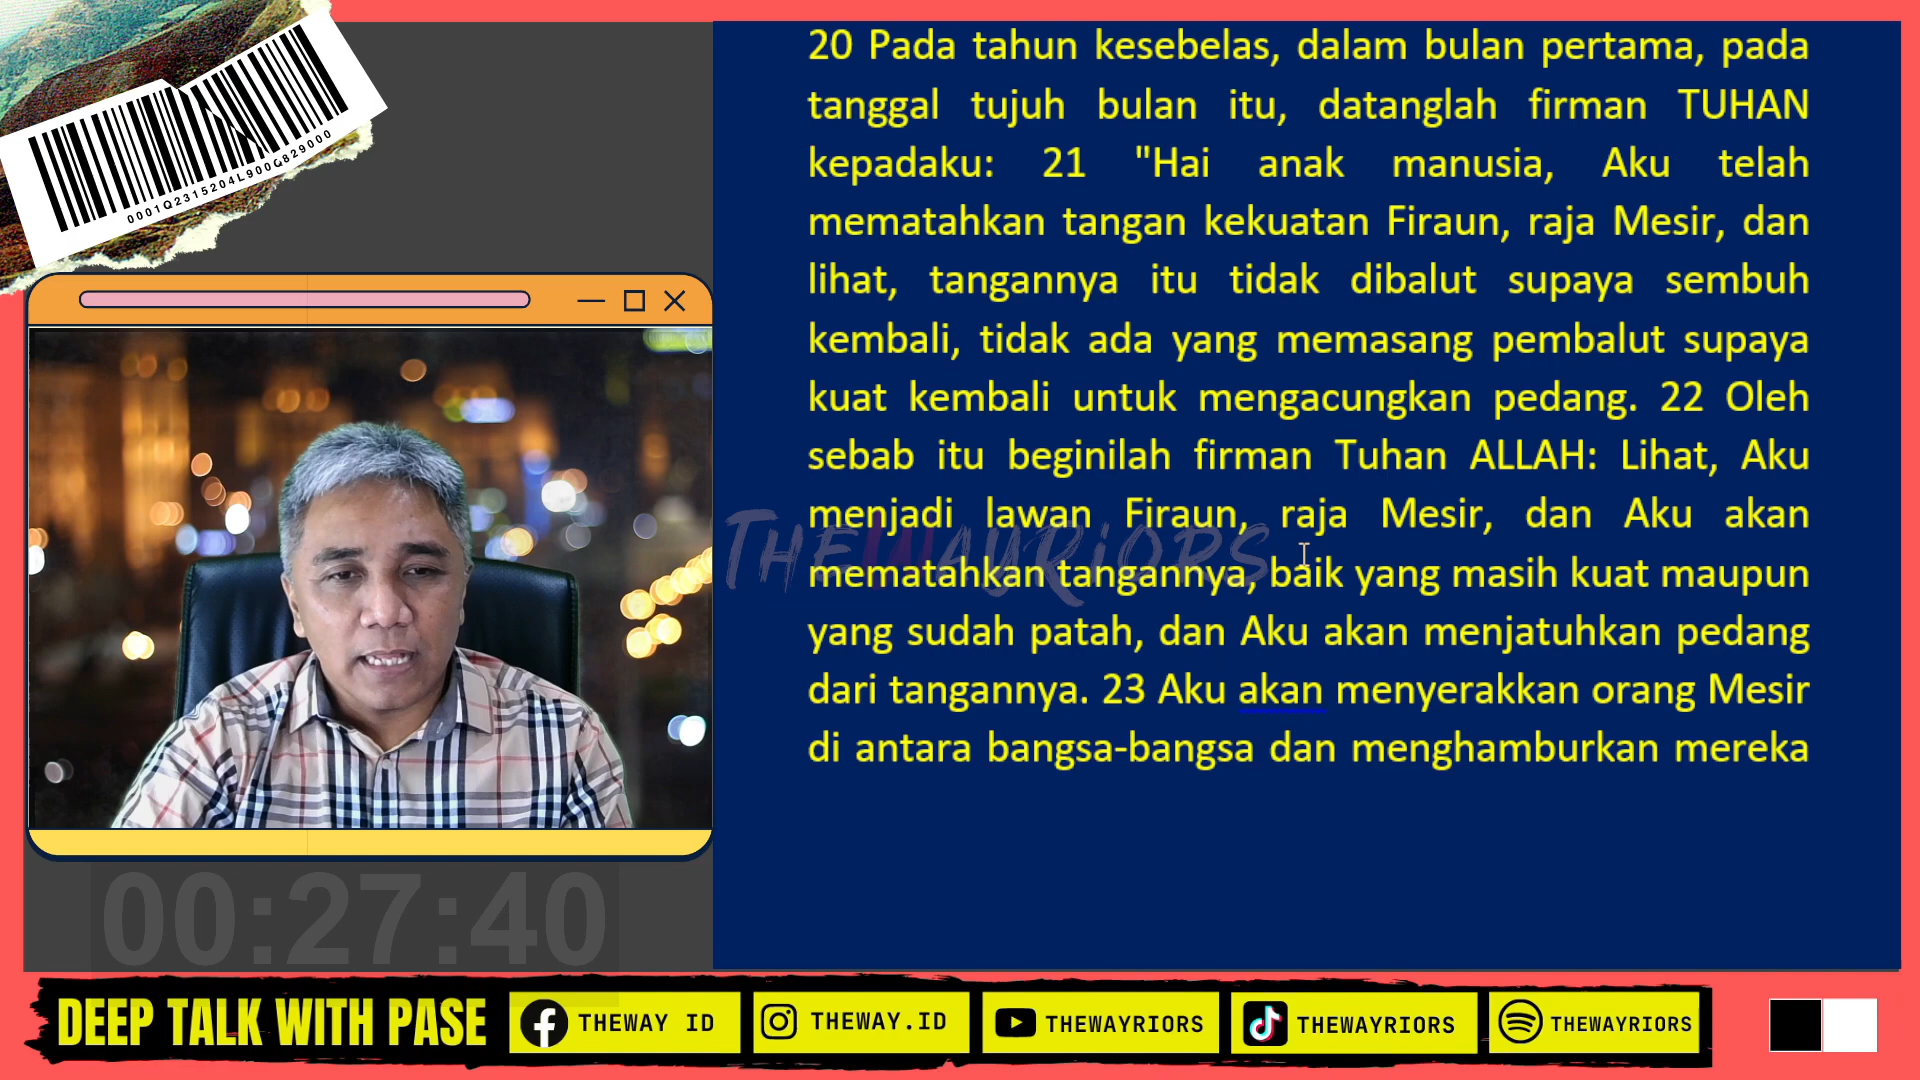 0001Q2315204L900Q829000
20 Pada tahun kesebelas, dalam bulan pertama, pada
tanggal tujuh bulan itu, datanglah firman TUHAN
kepadaku: 21 "Hai anak manusia, Aku telah
mematahkan tangan kekuatan Firaun, raja Mesir, dan
lihat, tangannya itu tidak dibalut supaya sembuh
kembali, tidak ada yang memasang pembalut supaya
kuat kembali untuk mengacungkan pedang. 22 Oleh
sebab itu beginilah firman Tuhan ALLAH: Lihat, Aku
menjadi lawan Firaun, raja Mesir, dan Aku akan
mematahkan tangannya, baik yang masih kuat maupun
yang sudah patah, dan Aku akan menjatuhkan pedang
dari tangannya. 23 Aku akan menyerakkan orang Mesir
di antara bangsa-bangsa dan menghamburkan mereka
THEWAYRIORS
00:27:40
DEEP TALK WITH PASE
THEWAY ID
THEWAY.ID
THEWAYRIORS
THEWAYRIORS
THEWAYRIORS